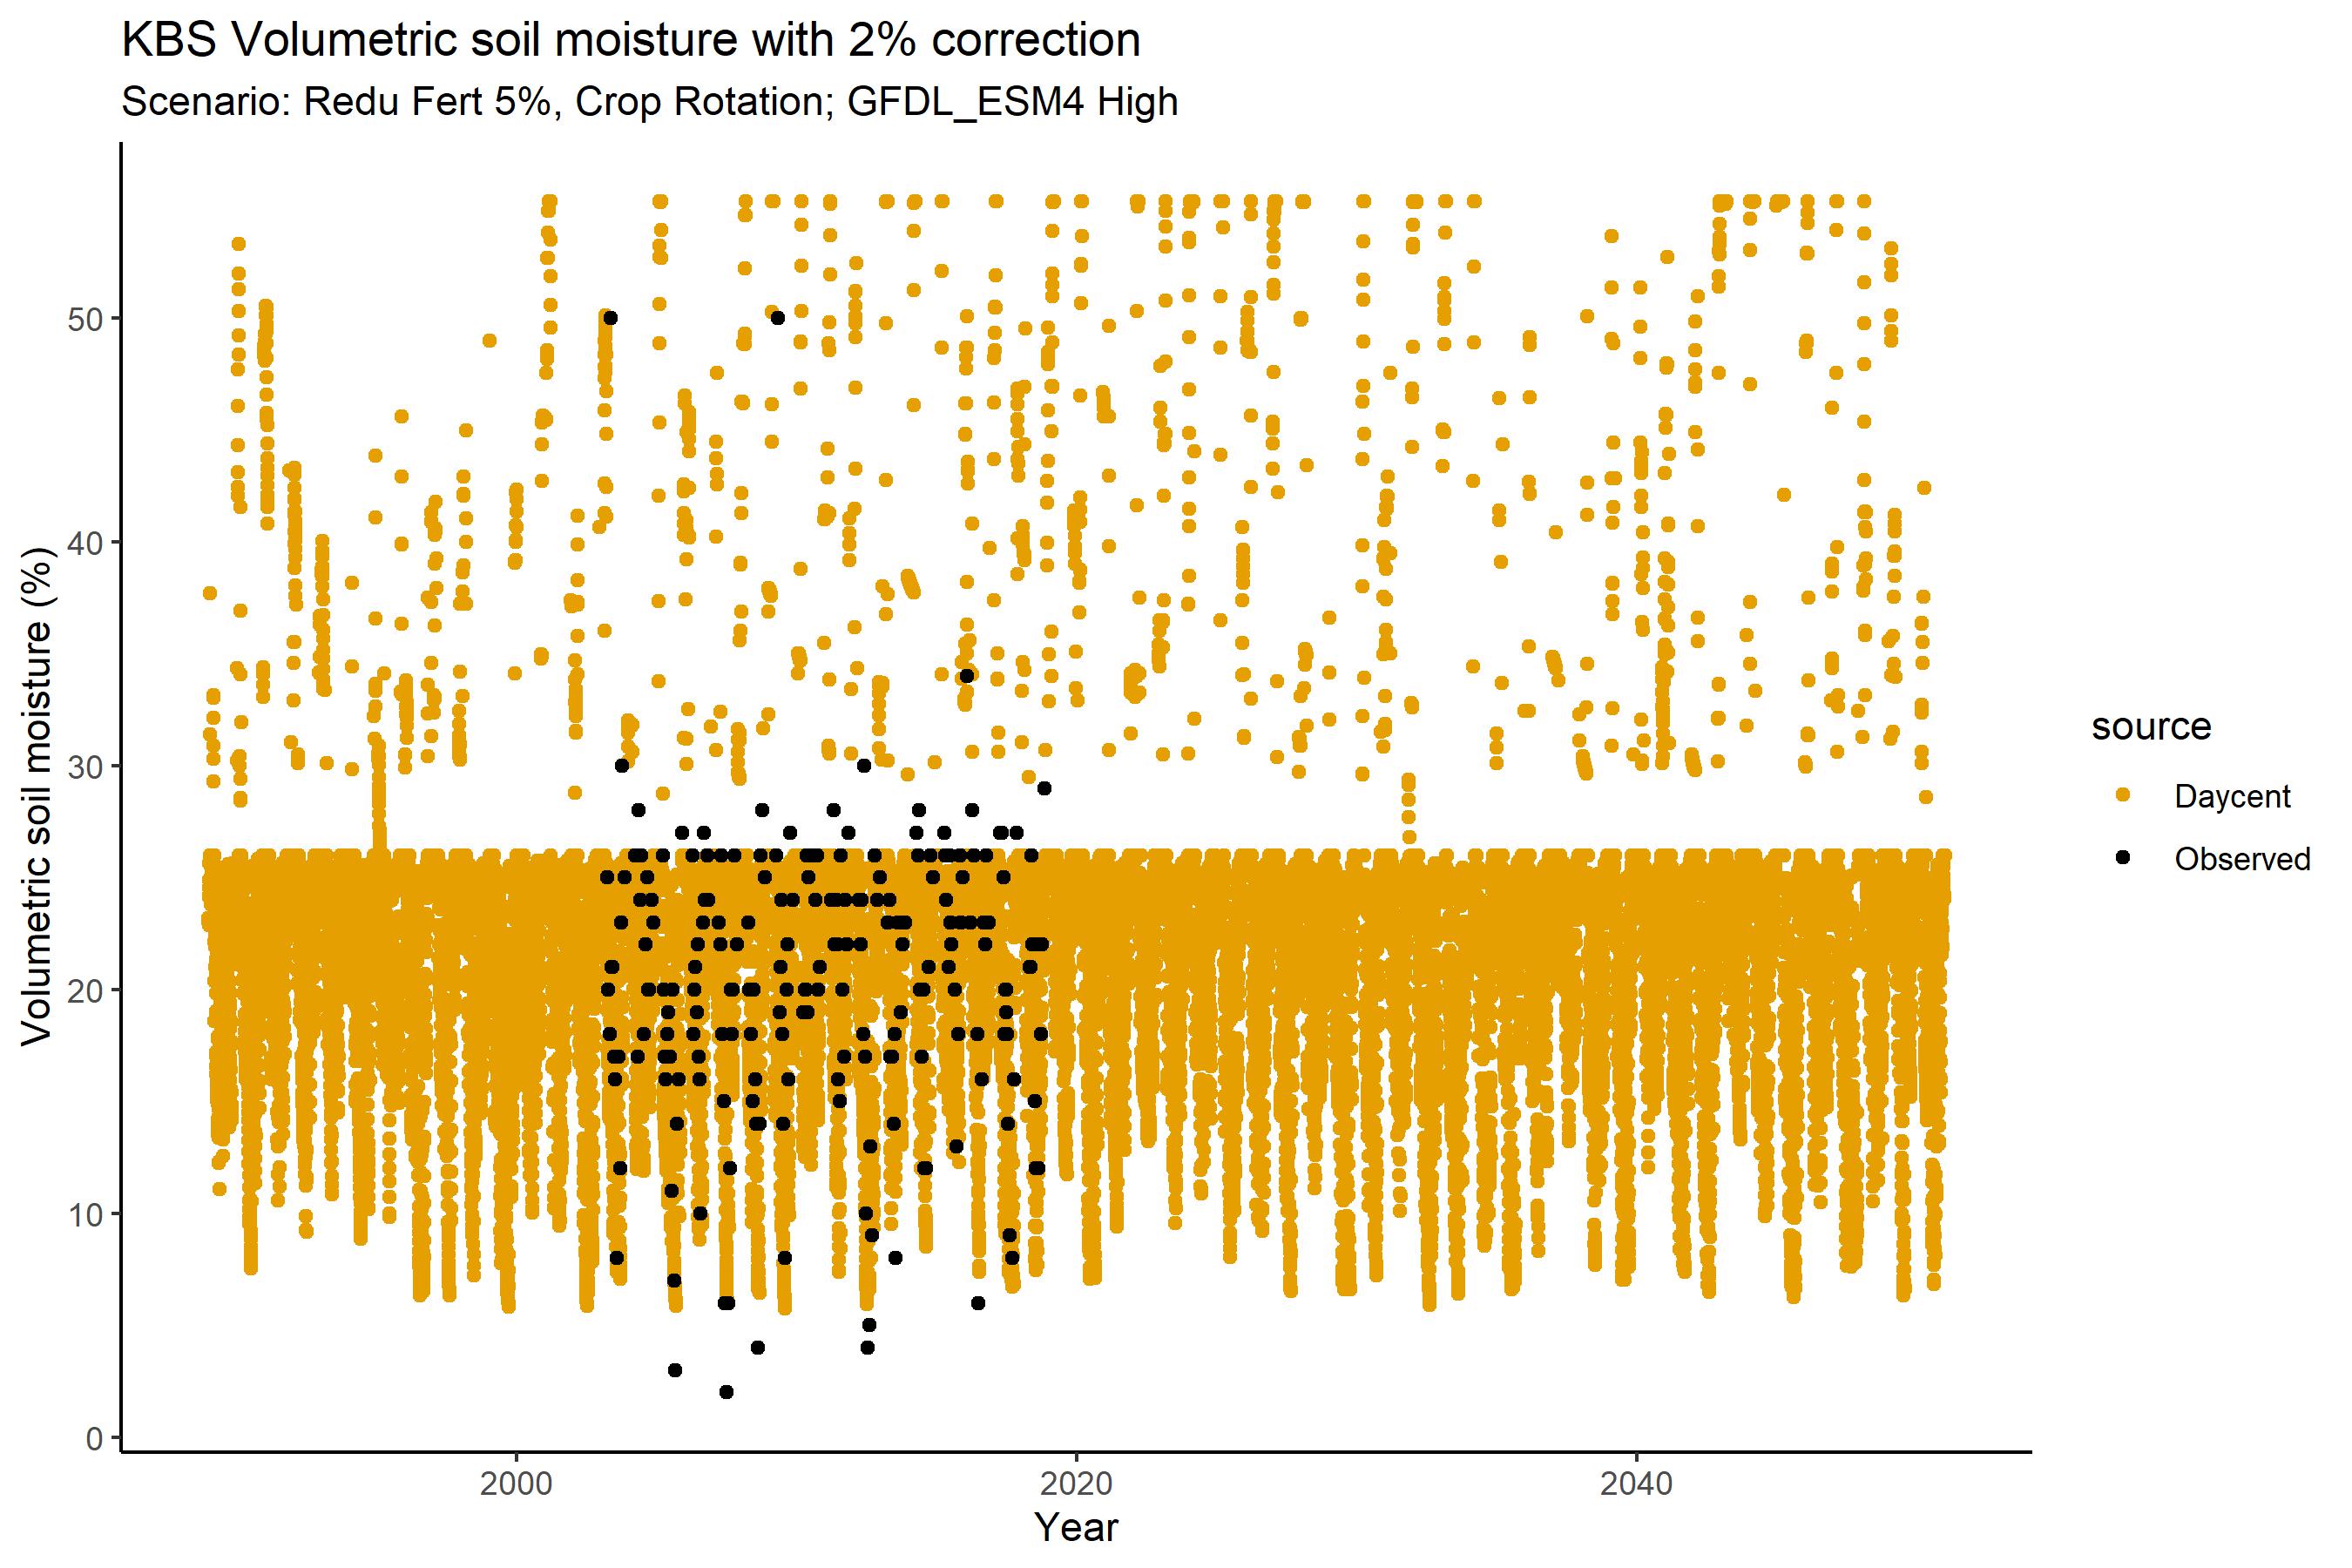 KBS Volumetric soil moisture with 2% correction
Scenario: Redu Fert 5%, Crop Rotation; GFDL_ESM4 High
Volumetric soil moisture (%)
50
40
30
20
10
0
2000
2020
2040
Year
source
Daycent
Observed